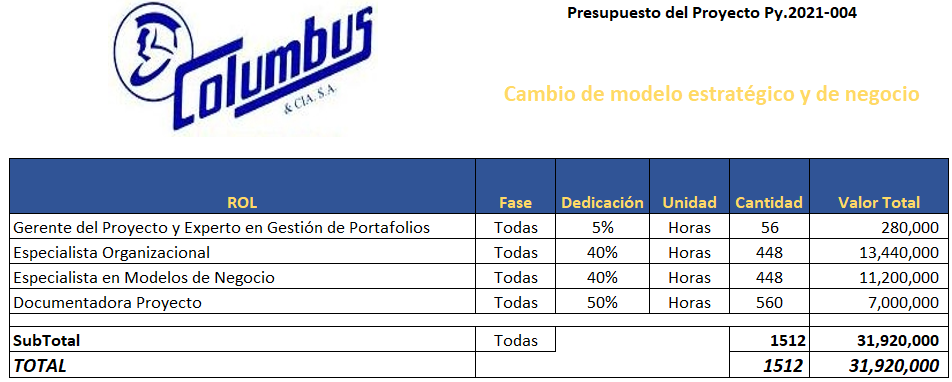 Presupuesto del Proyecto Py.2021-004
Columbus
& CIA. S.A.
Cambio de modelo estratégico y de negocio
ROL Fase Dedicación Unidad Cantidad Valor Total
Gerente del Proyecto y Experto en Gestión de Portafolios Todas 5% Horas 56 280,000
Especialista Organizacional Todas 40% Horas 448 13,440,000
Especialista en Modelos de Negocio Todas 40% Horas 448 11,200,000
Documentadora Proyecto Todas 50% Horas 560 7,000,000
SubTotal Todas 1512 31,920,000
TOTAL 1512 31,920,000